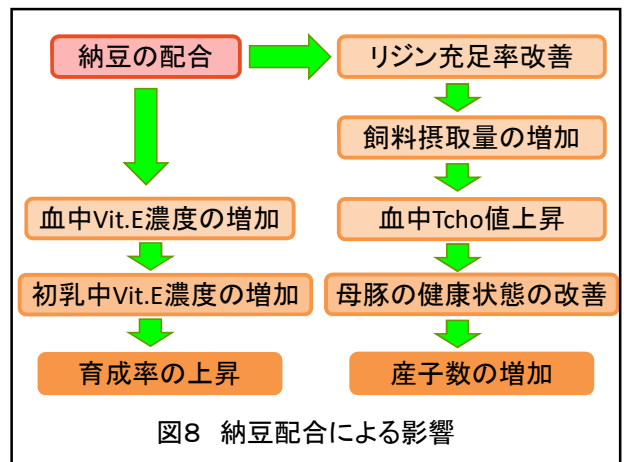 納豆の配合
リジン充足率改善
飼料摂取量の増加
血中Vit.E濃度の増加
血中Tcho値上昇
初乳中Vit.E濃度の増加
母豚の健康状態の改善
育成率の上昇
産子数の増加
図8 納豆配合による影響